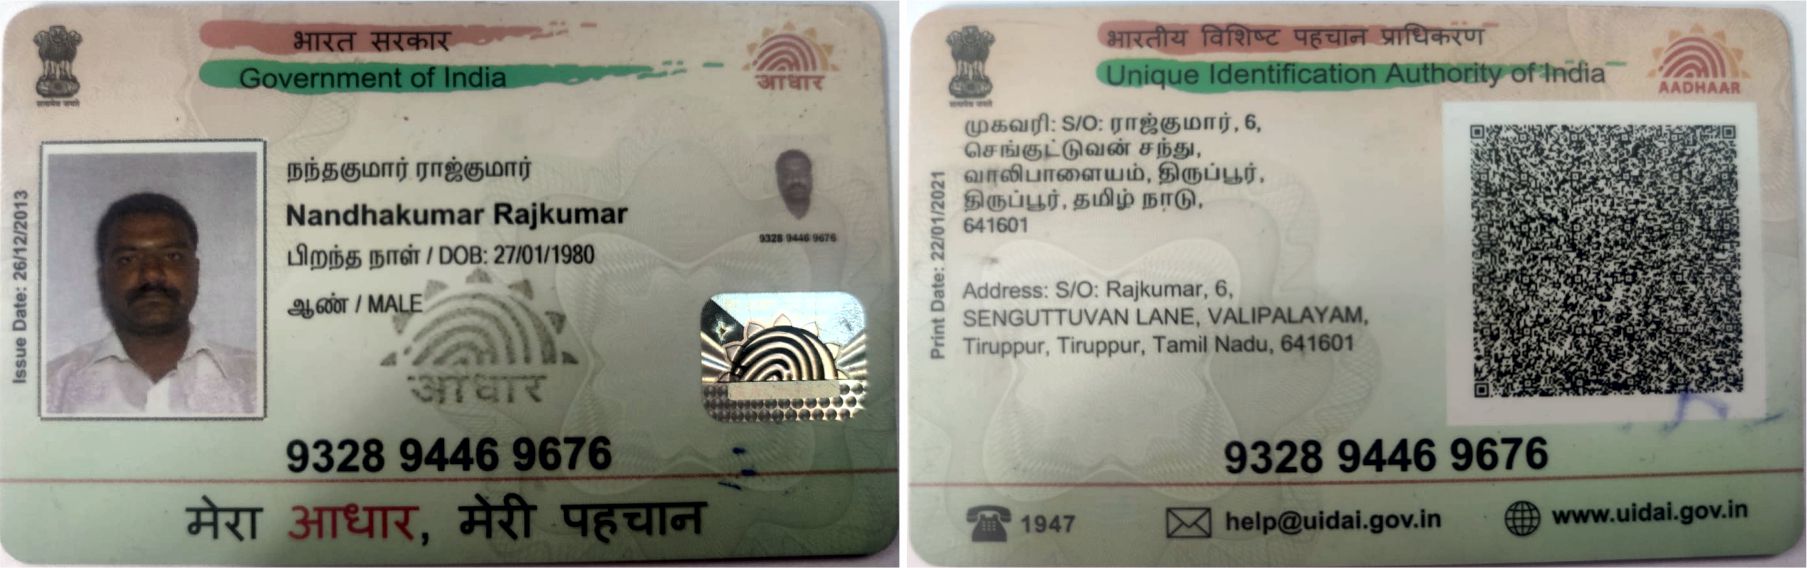 भारत सरकार
Government of India
आधार
Issue Date: 26/12/2013
நந்தகுமார் ராஜ்குமார்
Nandhakumar Rajkumar
பிறந்த நாள் / DOB: 27/01/1980
ஆண் / MALE
9328 9446 9676
आधार
9328 9446 9676
मेरा आधार, मेरी पहचान
भारतीय विशिष्ट पहचान प्राधिकरण
Unique Identification Authority of India
AADHAAR
Print Date: 22/01/2021
முகவரி: S/O: ராஜ்குமார், 6,
செங்குட்டுவன் சந்து,
வாலிபாளையம், திருப்பூர்,
திருப்பூர், தமிழ் நாடு,
641601
Address: S/O: Rajkumar, 6,
SENGUTTUVAN LANE, VALIPALAYAM,
Tiruppur, Tiruppur, Tamil Nadu, 641601
9328 9446 9676
1947
help@uidai.gov.in
www.uidai.gov.in